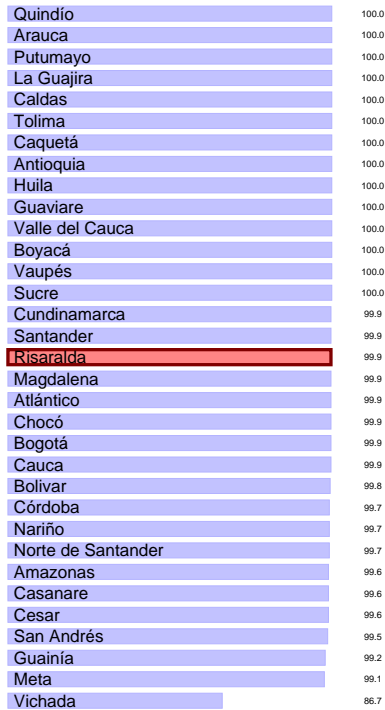 Quindío 100.0
Arauca 100.0
Putumayo 100.0
La Guajira 100.0
Caldas 100.0
Tolima 100.0
Caquetá 100.0
Antioquia 100.0
Huila 100.0
Guaviare 100.0
Valle del Cauca 100.0
Boyacá 100.0
Vaupés 100.0
Sucre 100.0
Cundinamarca 99.9
Santander 99.9
Risaralda 99.9
Magdalena 99.9
Atlántico 99.9
Chocó 99.9
Bogotá 99.9
Cauca 99.9
Bolivar 99.8
Córdoba 99.7
Nariño 99.7
Norte de Santander 99.7
Amazonas 99.6
Casanare 99.6
Cesar 99.6
San Andrés 99.5
Guainía 99.2
Meta 99.1
Vichada 86.7